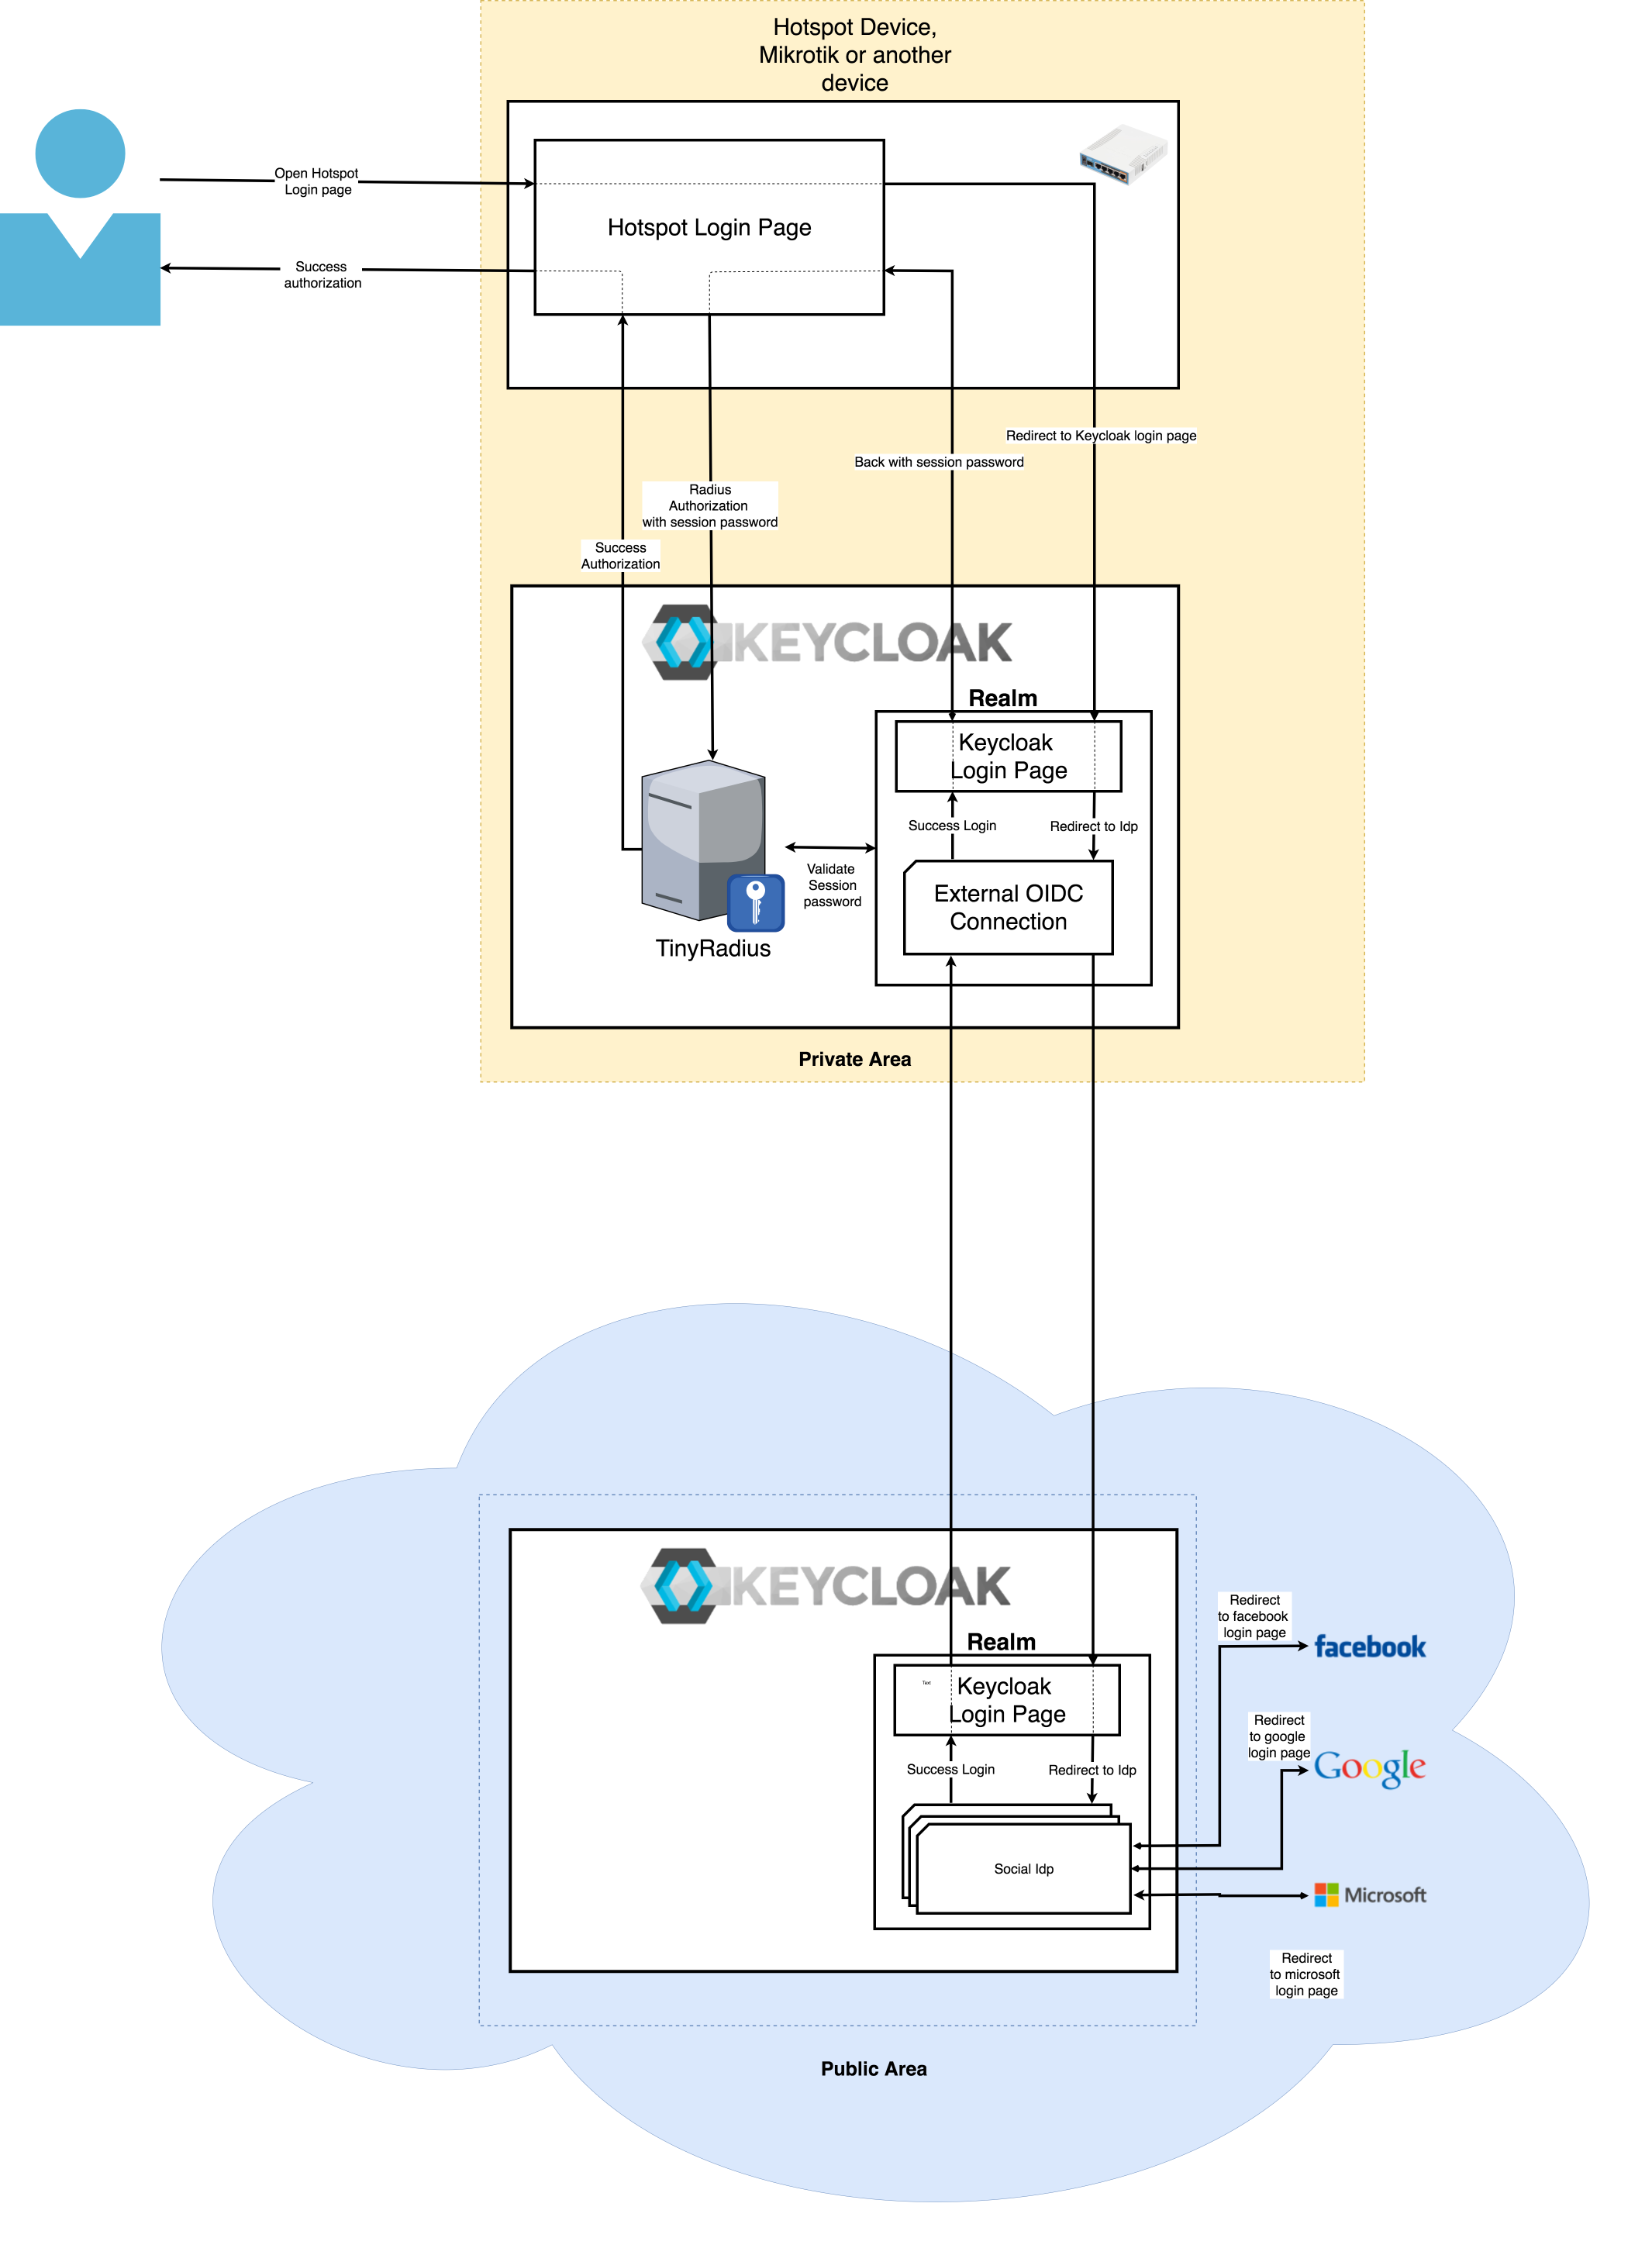 Hotspot Device,
Mikrotik or another
device
Open Hotspot
Login page
Hotspot Login Page
Success
authorization
Redirect to Keycloak login page
Back with session password
Radius
Authorization
with session password
Success
Authorization
KEYCLOAK
Realm
Keycloak
Login Page
Success Login
Redirect to Idp
Validate
Session
password
External OIDC
Connection
TinyRadius
Private Area
KEYCLOAK
Realm
Text
Keycloak
Login Page
Success Login
Redirect to Idp
Social Idp
Redirect
to facebook
login page
facebook
Redirect
to google
login page
Google
Microsoft
Redirect
to microsoft
login page
Public Area